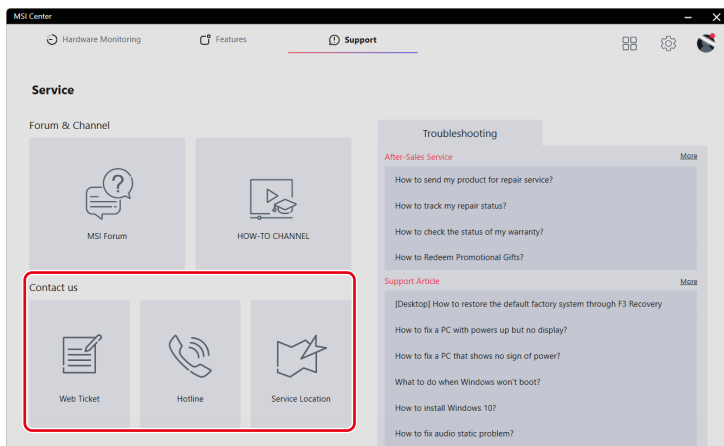 MSI Center
Hardware Monitoring
Features
Support
Service
Forum & Channel
MSI Forum
HOW-TO CHANNEL
Contact us
Web Ticket
Hotline
Service Location
Troubleshooting
After-Sales Service
More
How to send my product for repair service?
How to track my repair status?
How to check the status of my warranty?
How to Redeem Promotional Gifts?
Support Article
More
[Desktop] How to restore the default factory system through F3 Recovery
How to fix a PC with powers up but no display?
How to fix a PC that shows no sign of power?
What to do when Windows won't boot?
How to install Windows 10?
How to fix audio static problem?